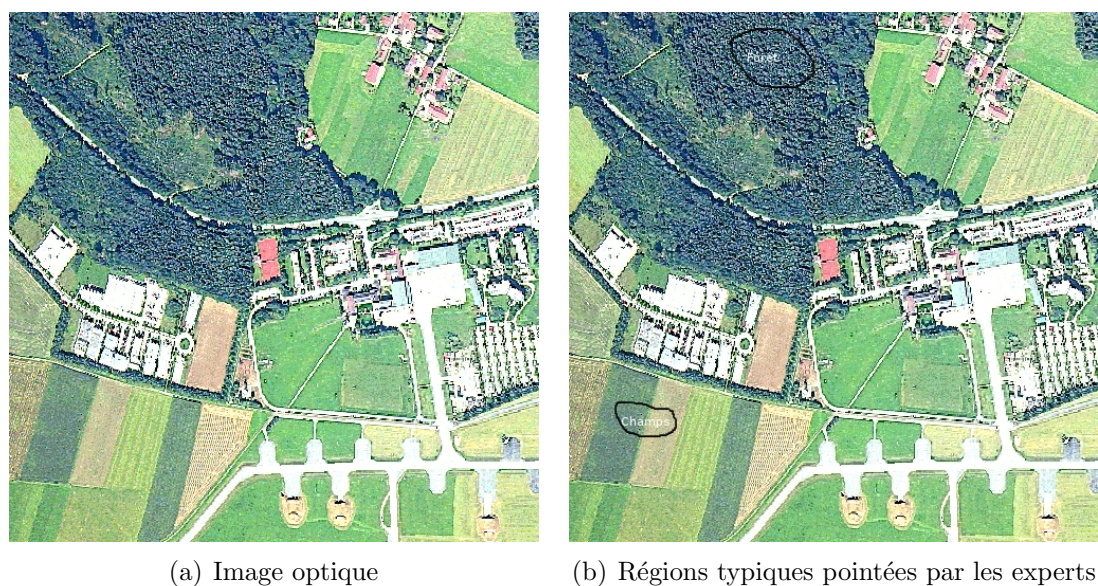 Forêt
Champs
(a) Image optique
(b) Régions typiques pointées par les experts